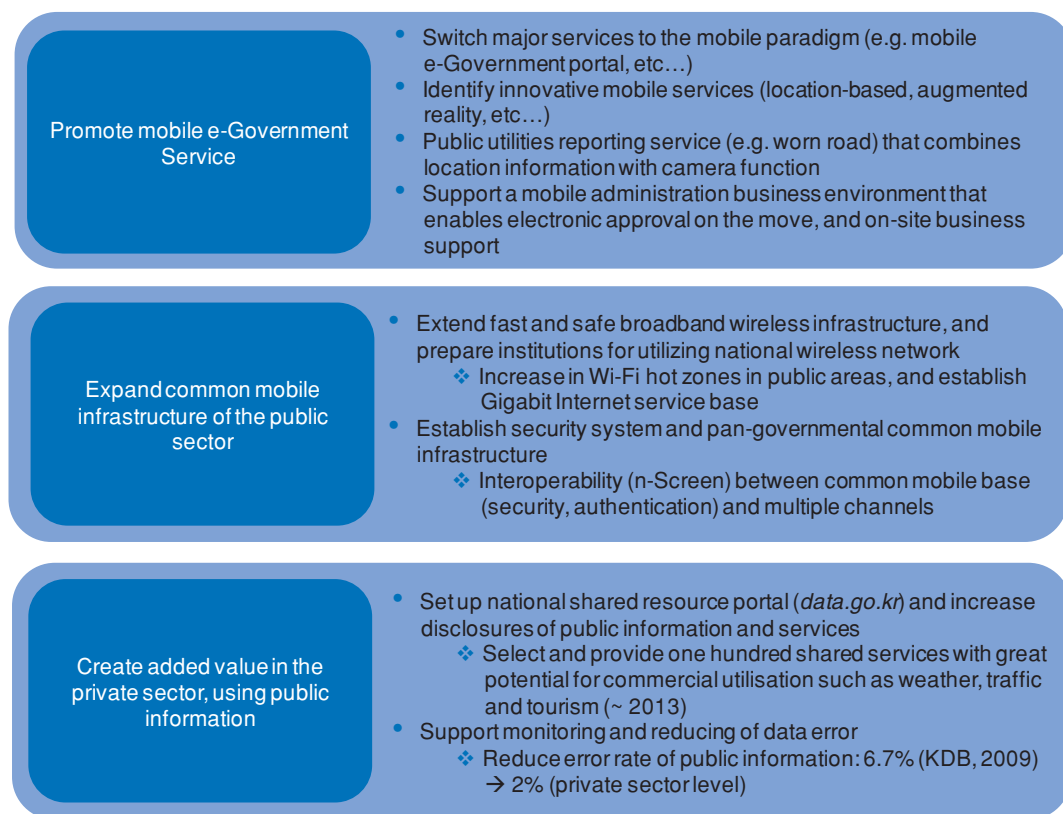 Promote mobile e-Government
Service
• Switch major services to the mobile paradigm (e.g. mobile
e-Government portal, etc…)
• Identify innovative mobile services (location-based, augmented
reality, etc…)
• Public utilities reporting service (e.g. worn road) that combines
location information with camera function
• Support a mobile administration business environment that
enables electronic approval on the move, and on-site business
support
Expand common mobile
infrastructure of the public
sector
• Extend fast and safe broadband wireless infrastructure, and
prepare institutions for utilizing national wireless network
❖ Increase in Wi-Fi hot zones in public areas, and establish
Gigabit Internet service base
• Establish security system and pan-governmental common mobile
infrastructure
❖ Interoperability (n-Screen) between common mobile base
(security, authentication) and multiple channels
Create added value in the
private sector, using public
information
• Set up national shared resource portal (data.go.kr) and increase
disclosures of public information and services
❖ Select and provide one hundred shared services with great
potential for commercial utilisation such as weather, traffic
and tourism (~ 2013)
• Support monitoring and reducing of data error
❖ Reduce error rate of public information: 6.7% (KDB, 2009)
→ 2% (private sector level)